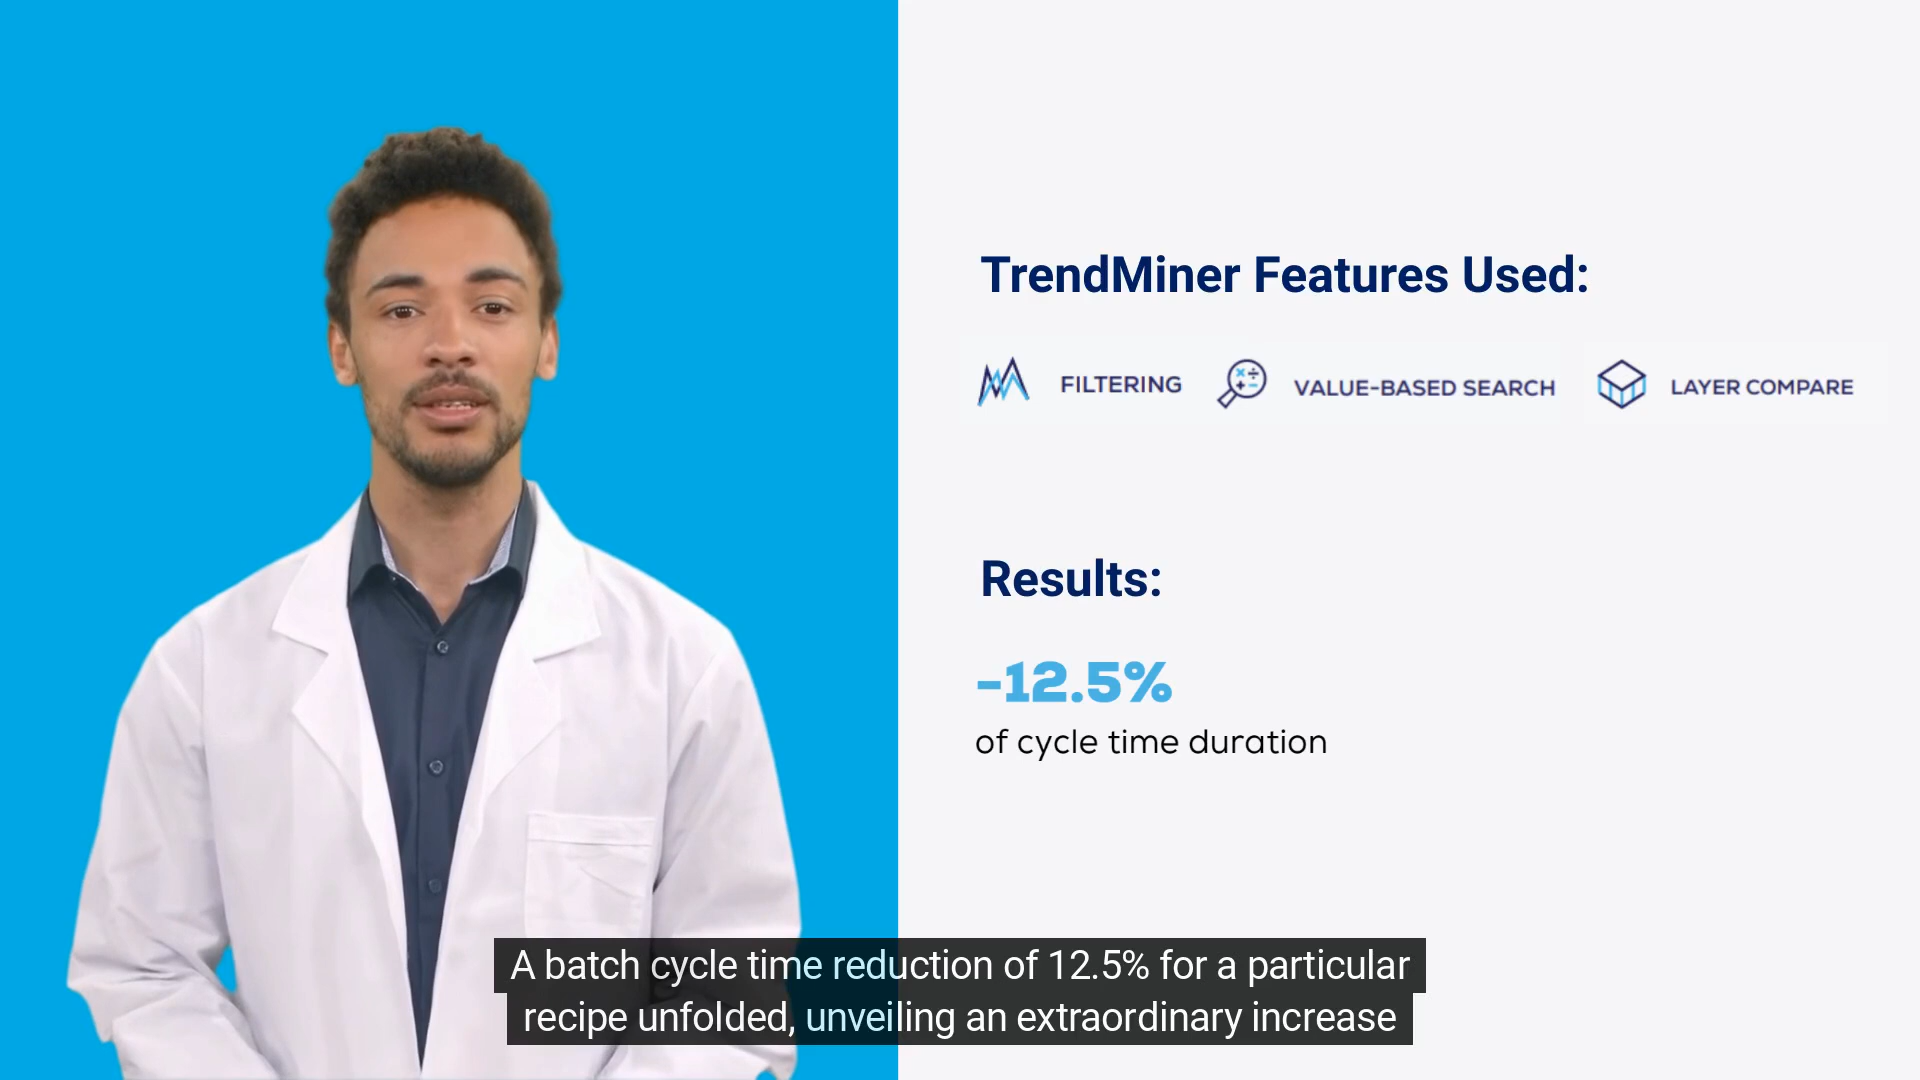 TrendMiner Features Used:
FILTERING
VALUE-BASED SEARCH
LAYER COMPARE
Results:
-12.5%
of cycle time duration
A batch cycle time reduction of 12.5% for a particular
recipe unfolded, unveiling an extraordinary increase